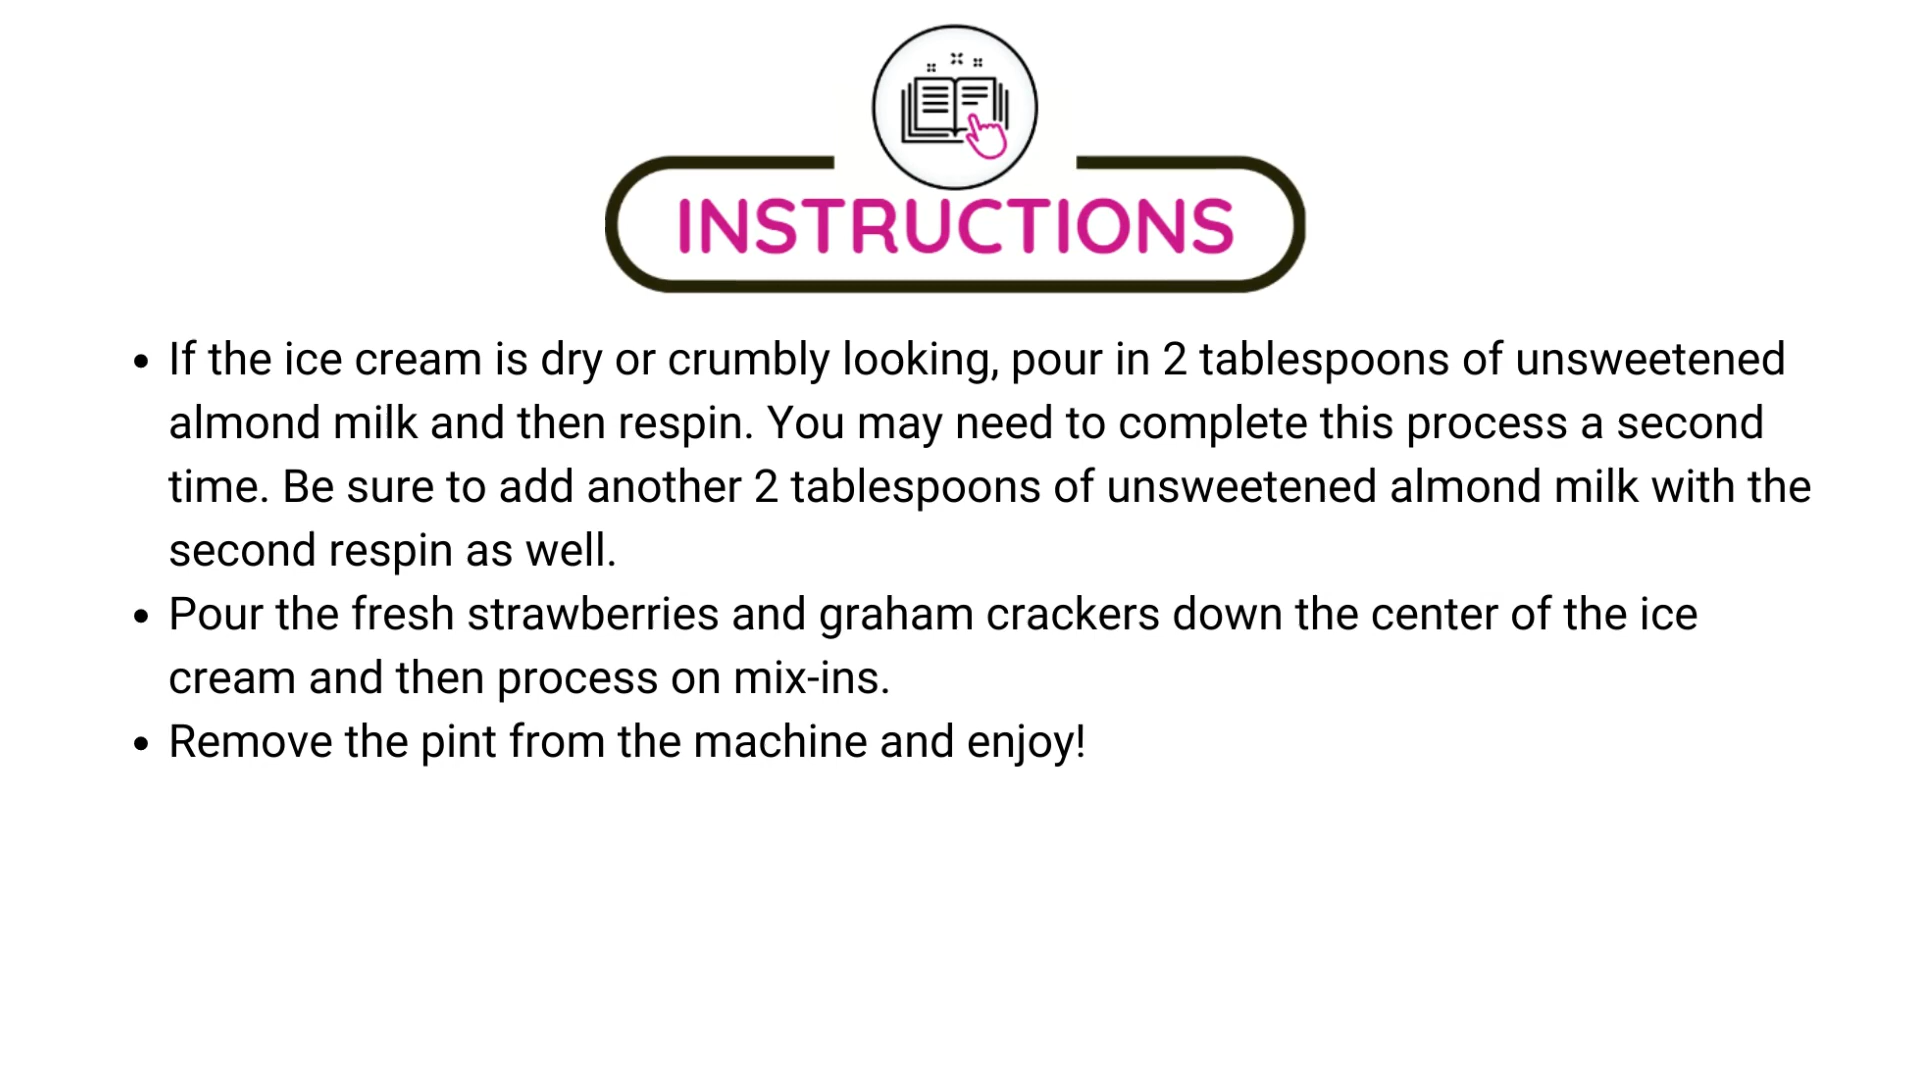 INSTRUCTIONS
• If the ice cream is dry or crumbly looking, pour in 2 tablespoons of unsweetened
almond milk and then respin. You may need to complete this process a second
time. Be sure to add another 2 tablespoons of unsweetened almond milk with the
second respin as well.
• Pour the fresh strawberries and graham crackers down the center of the ice
cream and then process on mix-ins.
• Remove the pint from the machine and enjoy!